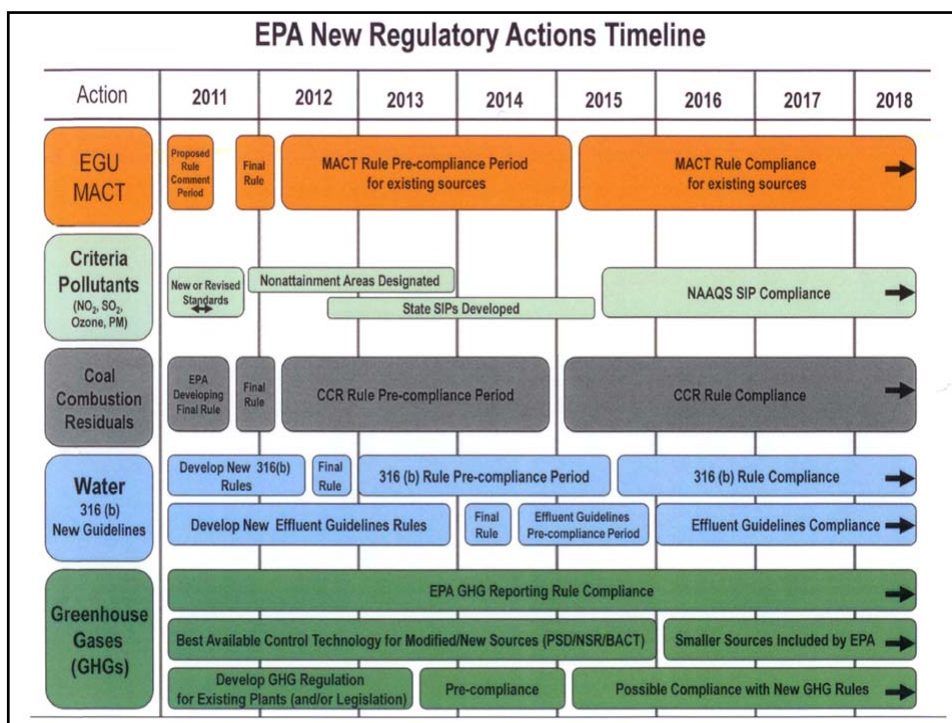 EPA New Regulatory Actions Timeline
Action
2011
2012
2013
2014
2015
2016
2017
2018
EGU
MACT
Proposed
Rule
Comment
Period
Final
Rule
MACT Rule Pre-compliance Period
for existing sources
MACT Rule Compliance
for existing sources
Criteria
Pollutants
(NO₂, SO₂,
Ozone, PM)
New or Revised
Standards
Nonattainment Areas Designated
State SIPs Developed
NAAQS SIP Compliance
Coal
Combustion
Residuals
EPA
Developing
Final Rule
Final
Rule
CCR Rule Pre-compliance Period
CCR Rule Compliance
Water
316 (b)
New Guidelines
Develop New 316(b)
Rules
Final
Rule
316 (b) Rule Pre-compliance Period
316 (b) Rule Compliance
Develop New Effluent Guidelines Rules
Final
Rule
Effluent Guidelines
Pre-compliance Period
Effluent Guidelines Compliance
Greenhouse
Gases
(GHGs)
EPA GHG Reporting Rule Compliance
Best Available Control Technology for Modified/New Sources (PSD/NSR/BACT)
Smaller Sources Included by EPA
Develop GHG Regulation
for Existing Plants (and/or Legislation)
Pre-compliance
Possible Compliance with New GHG Rules